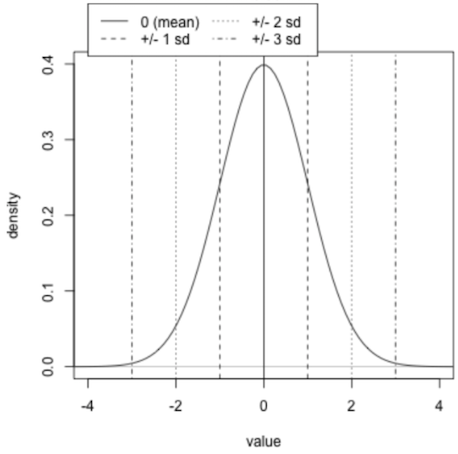 0 (mean) +/- 2 sd
+/- 1 sd +/- 3 sd
0.4
0.3
0.2
0.1
0.0
density
-4 -2 0 2 4
value